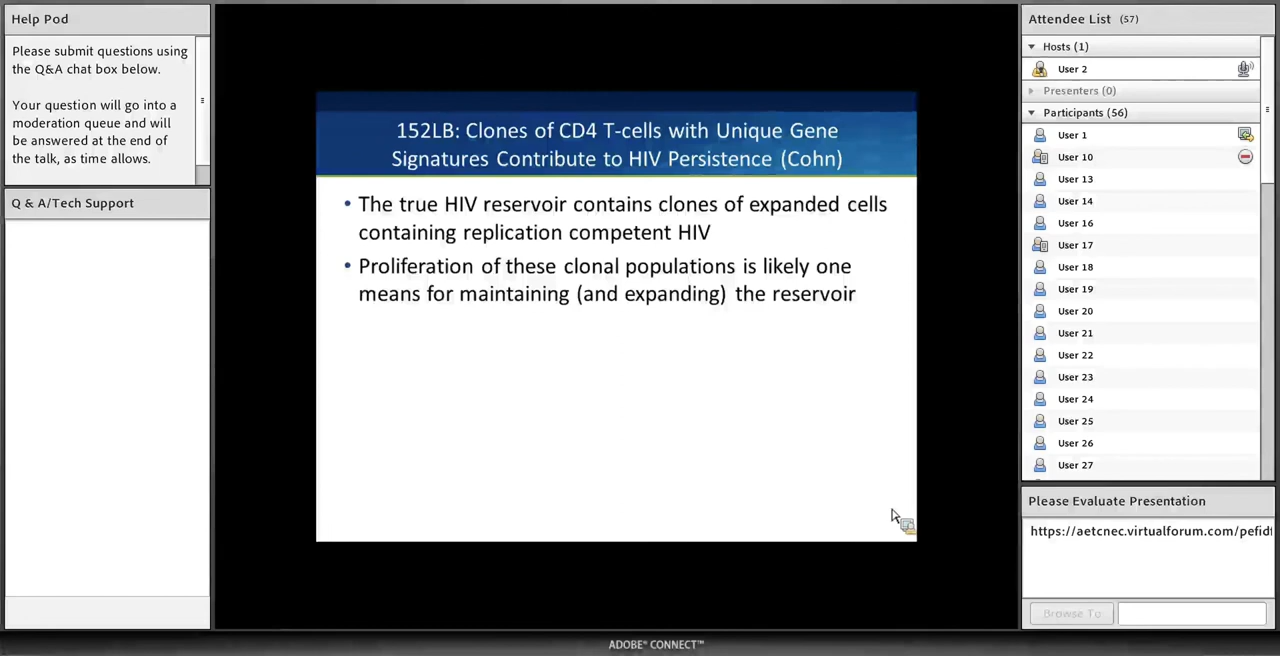 Help Pod
Please submit questions using
the Q&A chat box below.
Your question will go into a
moderation queue and will
be answered at the end of
the talk, as time allows.
Q & A/Tech Support
152LB: Clones of CD4 T-cells with Unique Gene
Signatures Contribute to HIV Persistence (Cohn)
• The true HIV reservoir contains clones of expanded cells
containing replication competent HIV
• Proliferation of these clonal populations is likely one
means for maintaining (and expanding) the reservoir
Attendee List (57)
Hosts (1)
User 2
Presenters (0)
Participants (56)
User 1
User 10
User 13
User 14
User 16
User 17
User 18
User 19
User 20
User 21
User 22
User 23
User 24
User 25
User 26
User 27
Please Evaluate Presentation
https://aetcnec.virtualforum.com/pefid
Browse To
ADOBE® CONNECT™